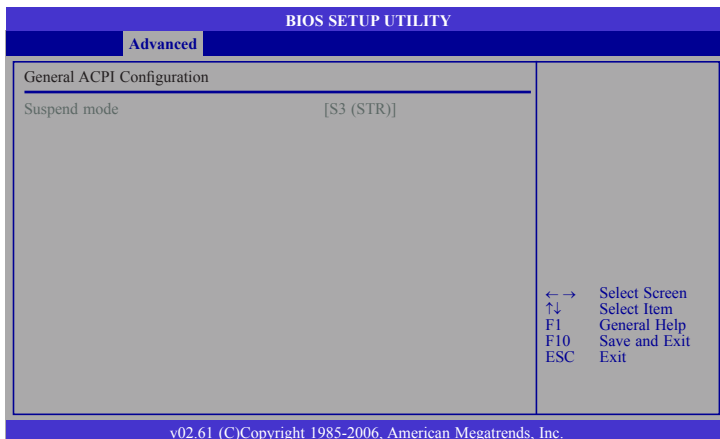 BIOS SETUP UTILITY
Advanced
General ACPI Configuration
Suspend mode [S3 (STR)]
←→ Select Screen
↑↓ Select Item
F1 General Help
F10 Save and Exit
ESC Exit
v02.61 (C)Copyright 1985-2006, American Megatrends, Inc.